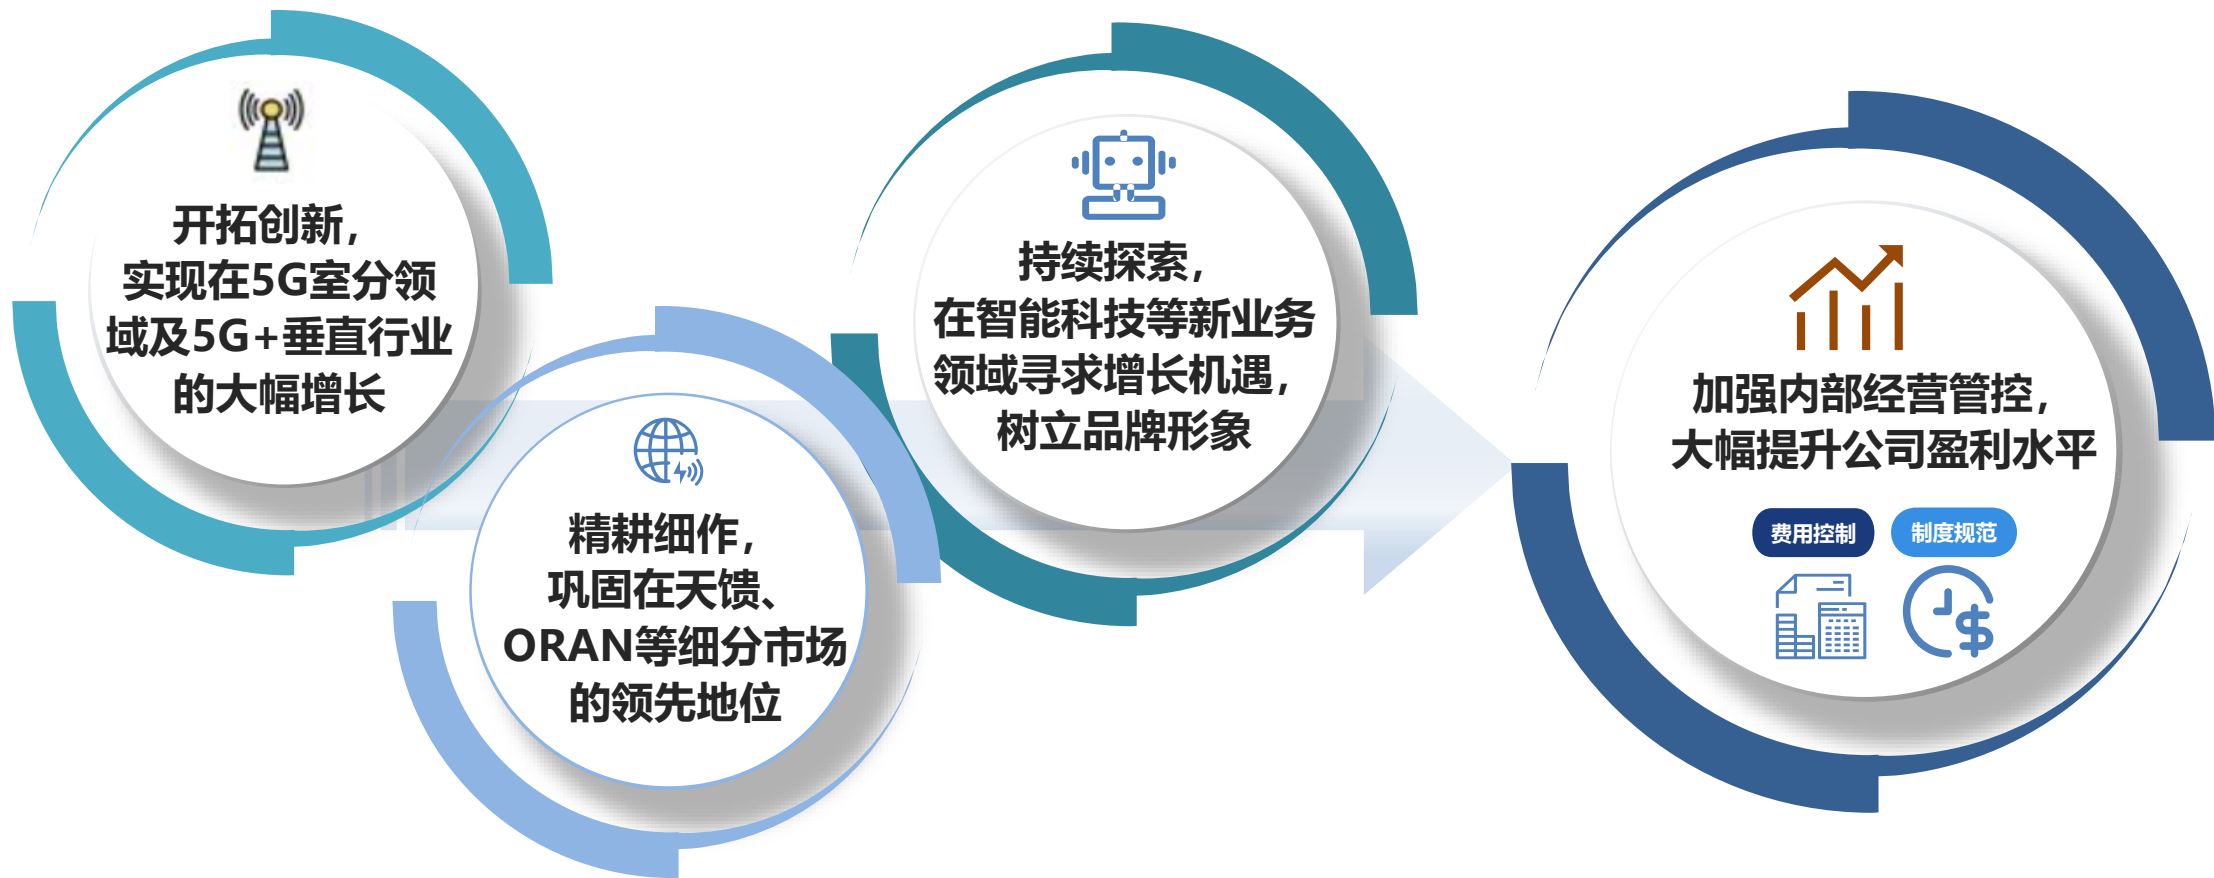 开拓创新，
实现在5G室分领
域及5G+垂直行业
的大幅增长
精耕细作，
巩固在天馈、
ORAN等细分市场
的领先地位
持续探索，
在智能科技等新业务
领域寻求增长机遇，
树立品牌形象
加强内部经营管控，
大幅提升公司盈利水平
费用控制
制度规范